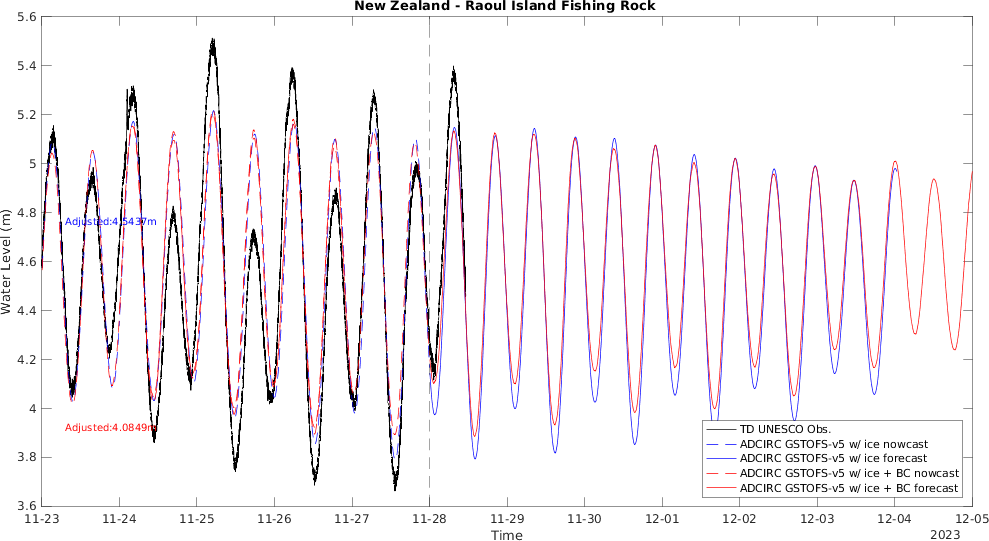 New Zealand - Raoul Island Fishing Rock
5.6
5.4
5.2
5
4.8
4.6
4.4
4.2
4
3.8
3.6
Water Level (m)
Adjusted:4.5437m
Adjusted:4.0849m
TD UNESCO Obs.
ADCIRC GSTOFS-v5 w/ ice nowcast
ADCIRC GSTOFS-v5 w/ ice forecast
ADCIRC GSTOFS-v5 w/ ice + BC nowcast
ADCIRC GSTOFS-v5 w/ ice + BC forecast
11-23 11-24 11-25 11-26 11-27 11-28 11-29 11-30 12-01 12-02 12-03 12-04 12-05
Time
2023